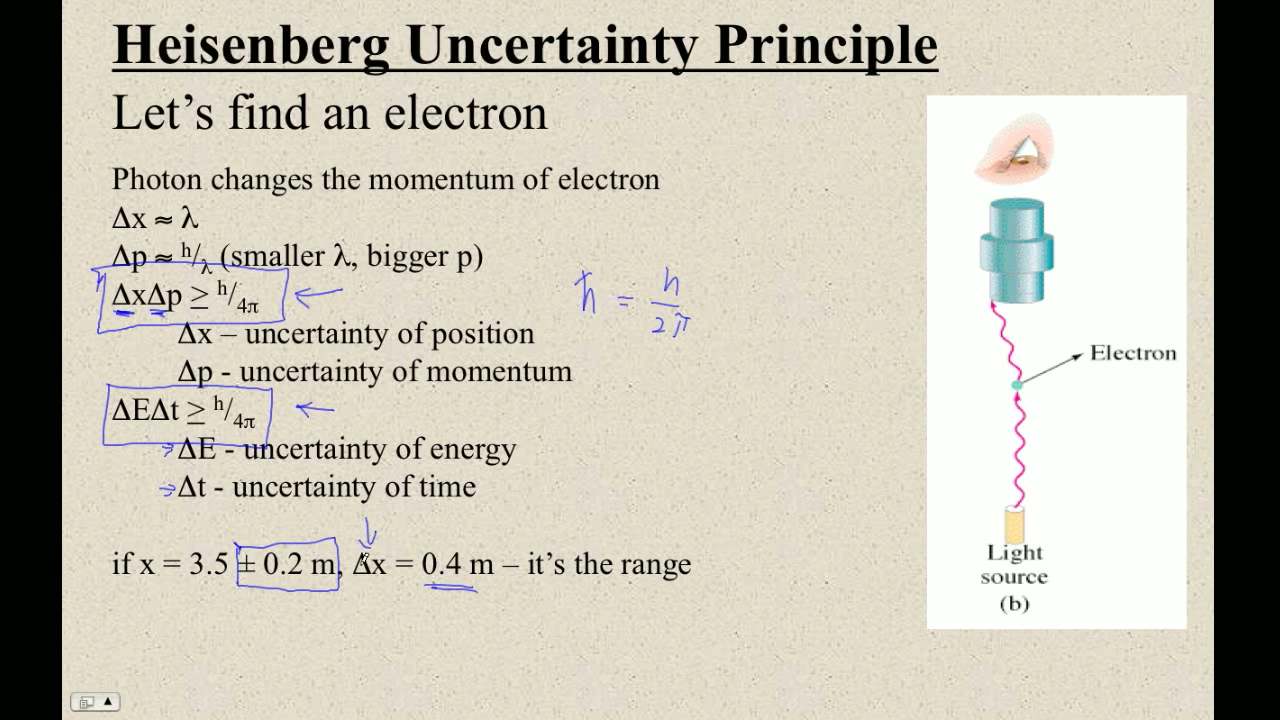 Heisenberg Uncertainty Principle
Let's find an electron
Photon changes the momentum of electron
Δx ≈ λ
Δp ≈ h/λ (smaller λ, bigger p)
ΔxΔp ≥ h/4π
ħ = h/2π
Δx – uncertainty of position
Δp - uncertainty of momentum
ΔEΔt ≥ h/4π
ΔE - uncertainty of energy
Δt - uncertainty of time
if x = 3.5 ± 0.2 m, Δx = 0.4 m – it's the range
Electron
Light
source
(b)